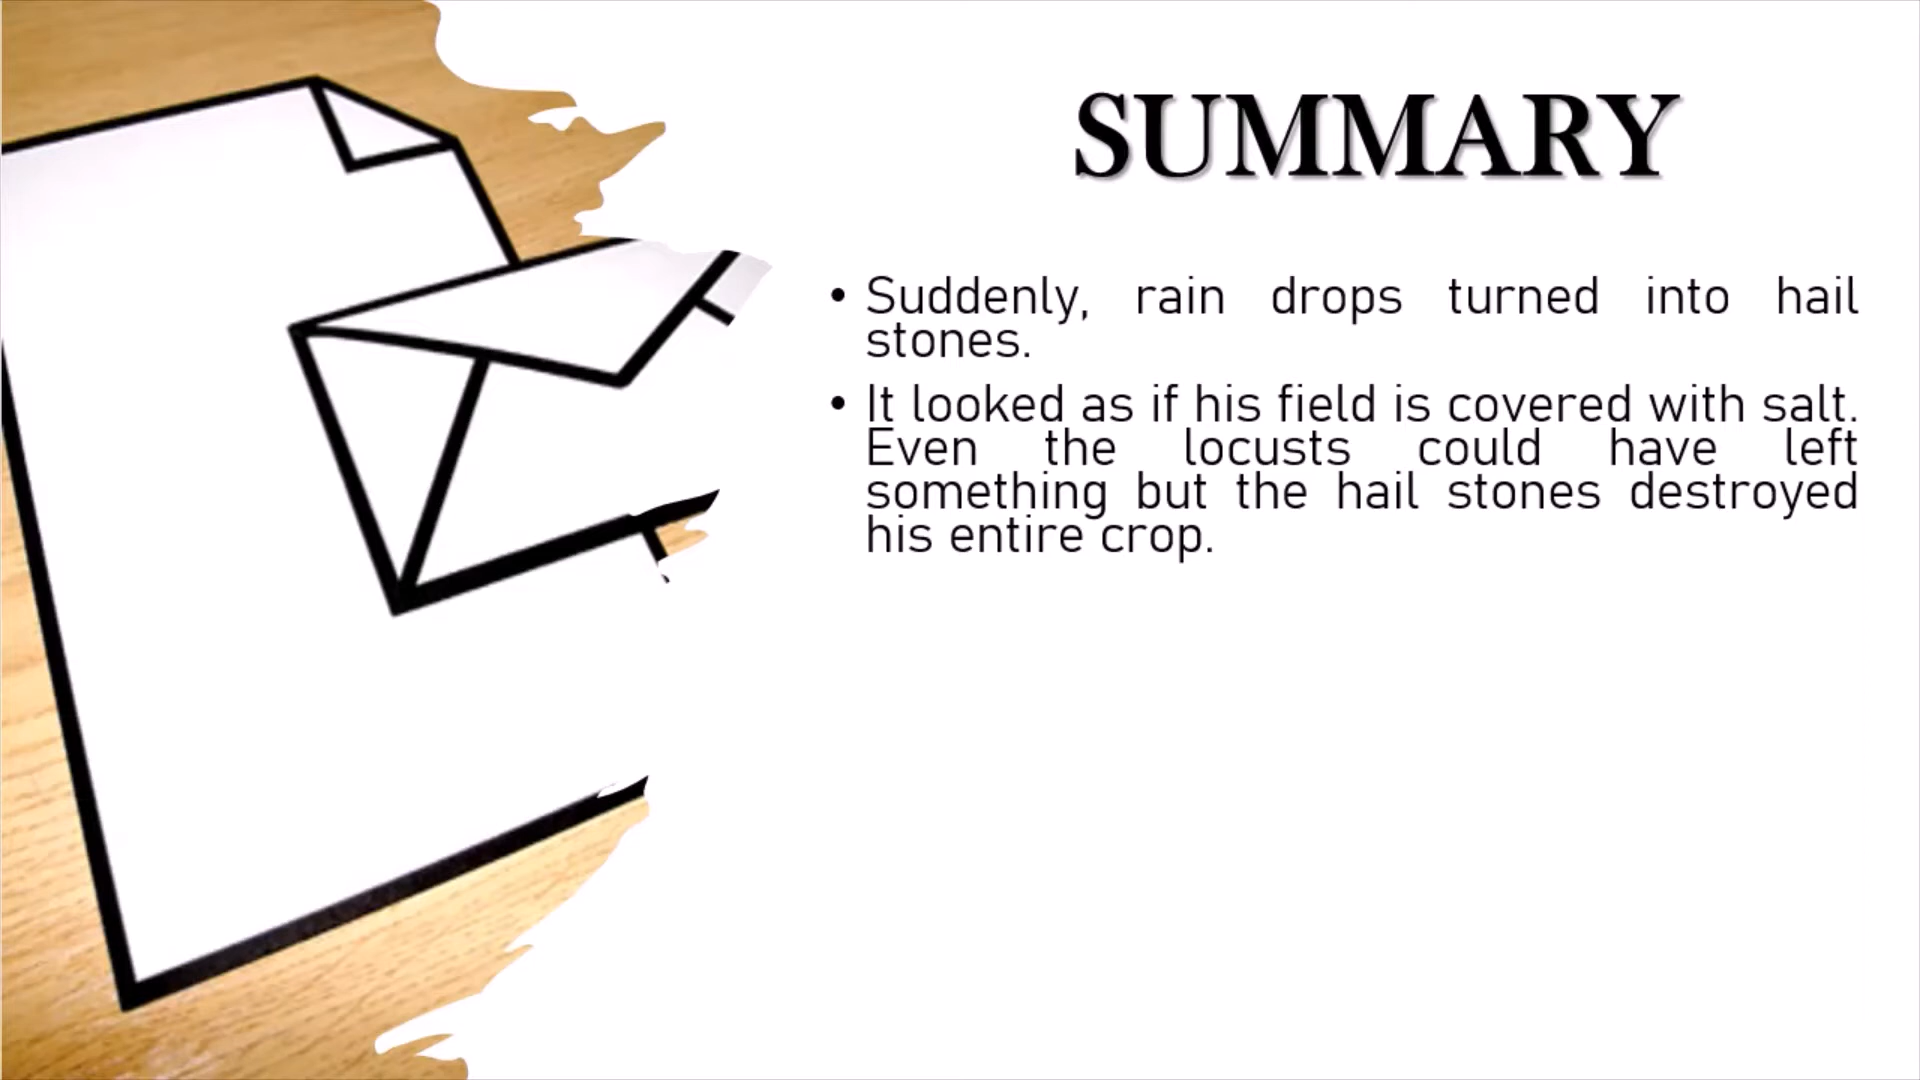 SUMMARY
• Suddenly, rain drops turned into hail
stones.
• It looked as if his field is covered with salt.
Even the locusts could have left
something but the hail stones destroyed
his entire crop.